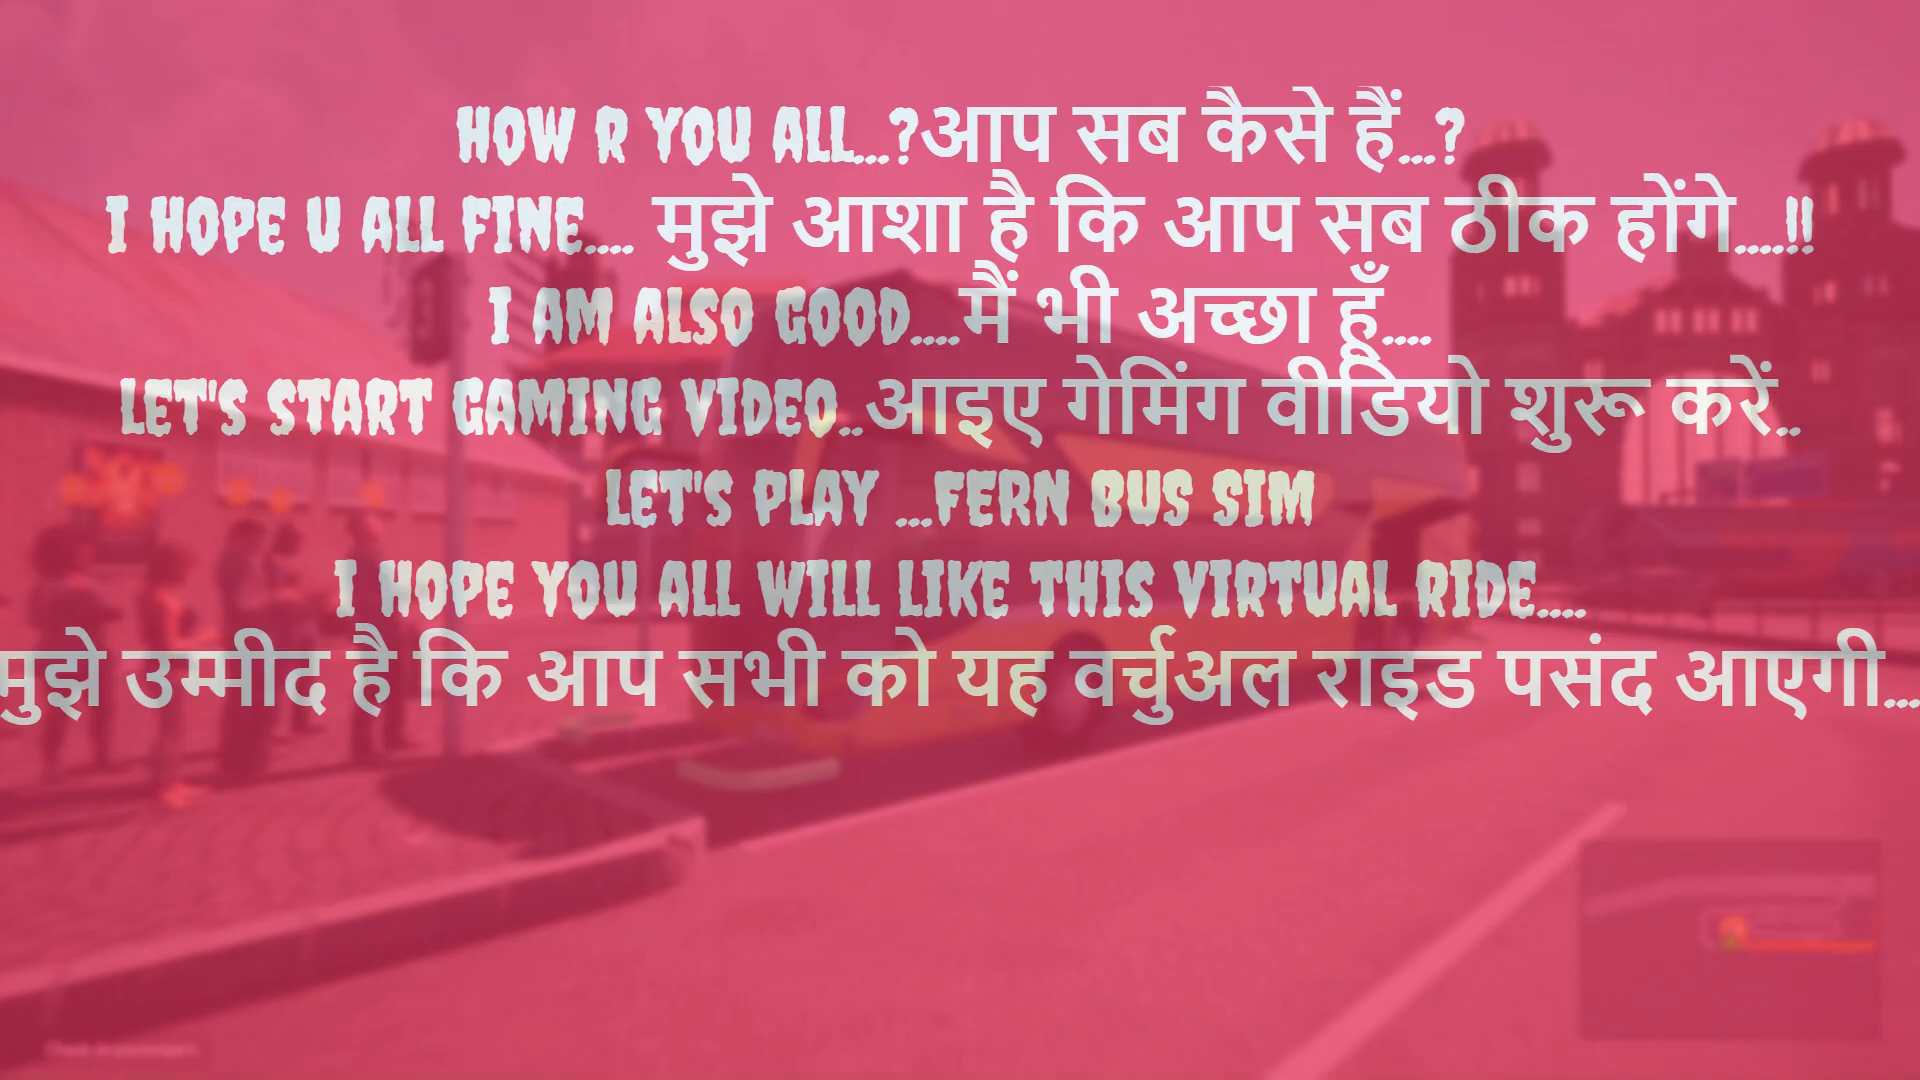 HOW R YOU ALL...?आप सब कैसे हैं...?
I HOPE U ALL FINE.... मुझे आशा है कि आप सब ठीक होंगे....!!
I AM ALSO GOOD....मैं भी अच्छा हूँ....
LET'S START GAMING VIDEO..आइए गेमिंग वीडियो शुरू करें..
LET'S PLAY ...FERN BUS SIM
I HOPE YOU ALL WILL LIKE THIS VIRTUAL RIDE....
मुझे उम्मीद है कि आप सभी को यह वर्चुअल राइड पसंद आएगी...